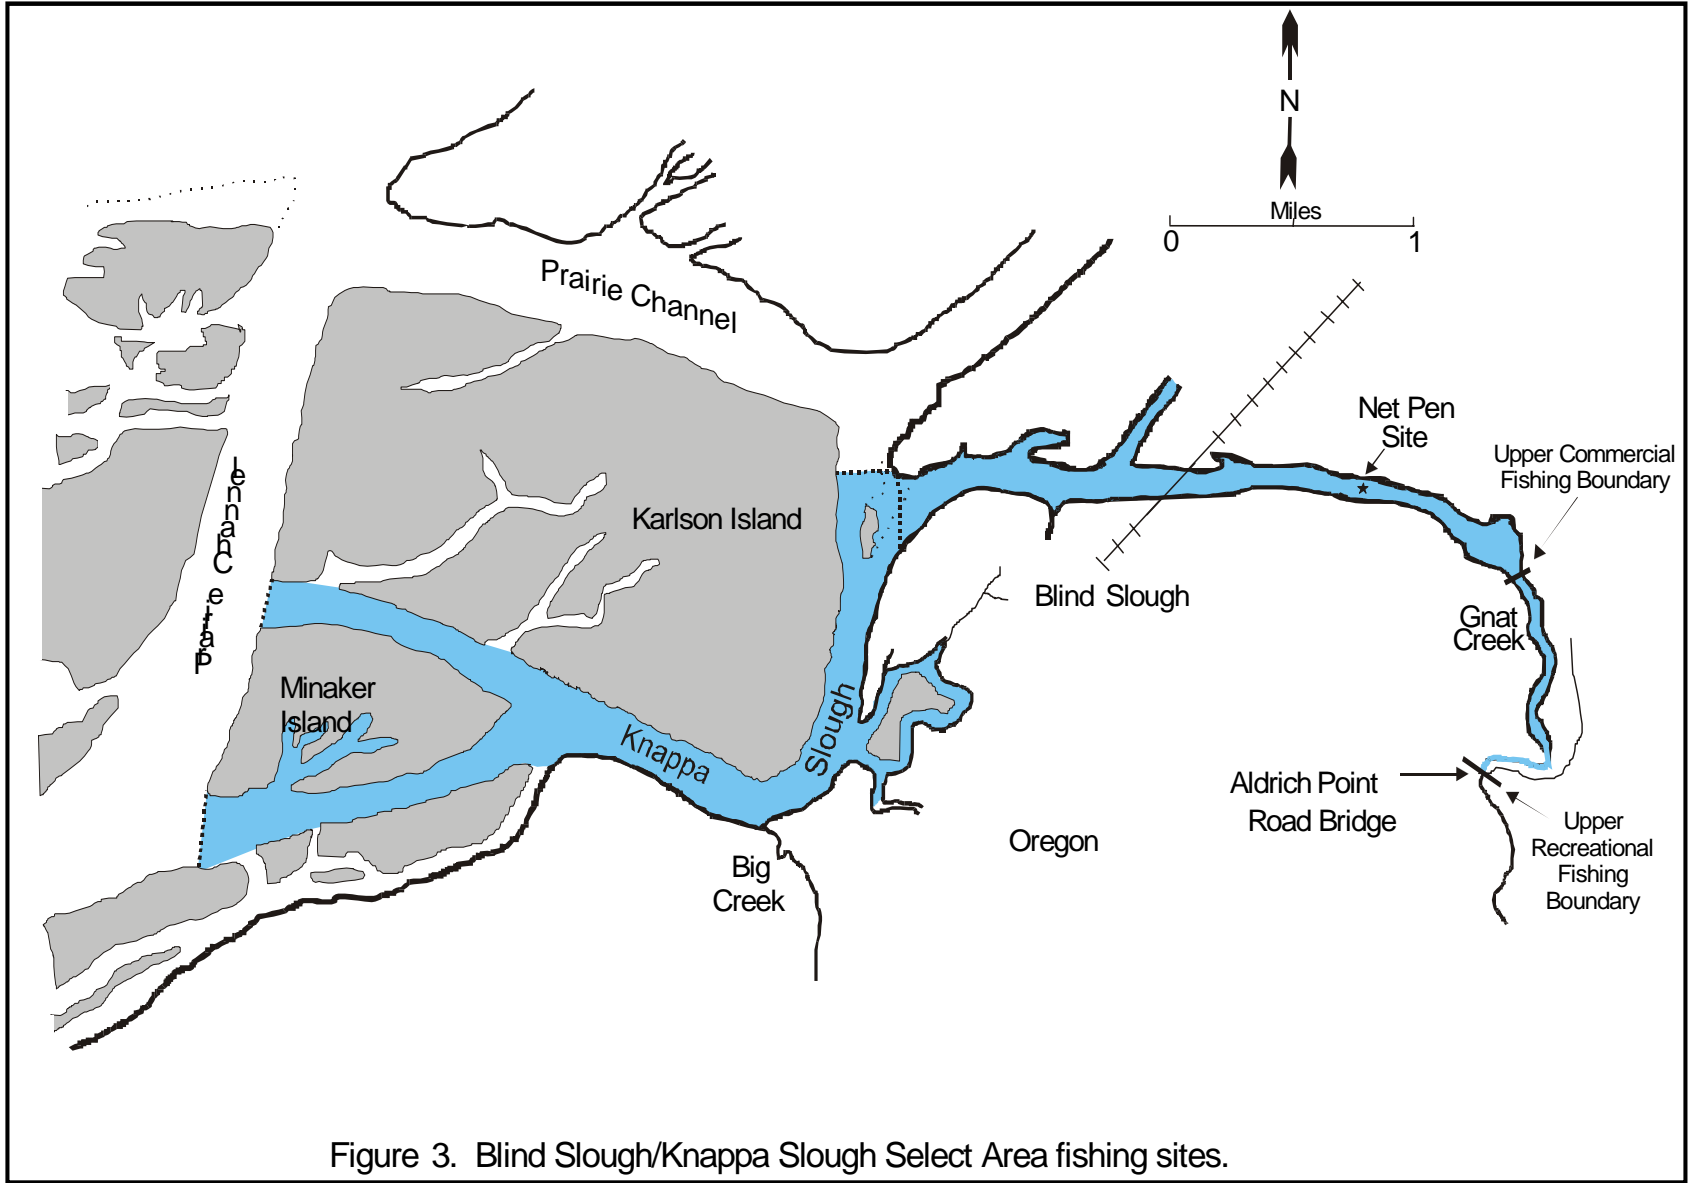 N
Miles
0 1
Prairie Channel
Net Pen
Site
Upper Commercial
Fishing Boundary
Prairie Channel
Karlson Island
Blind Slough
Gnat
Creek
Minaker
Island
Knappa
Slough
Aldrich Point
Road Bridge
Upper
Recreational
Fishing
Boundary
Oregon
Big
Creek
Figure 3. Blind Slough/Knappa Slough Select Area fishing sites.